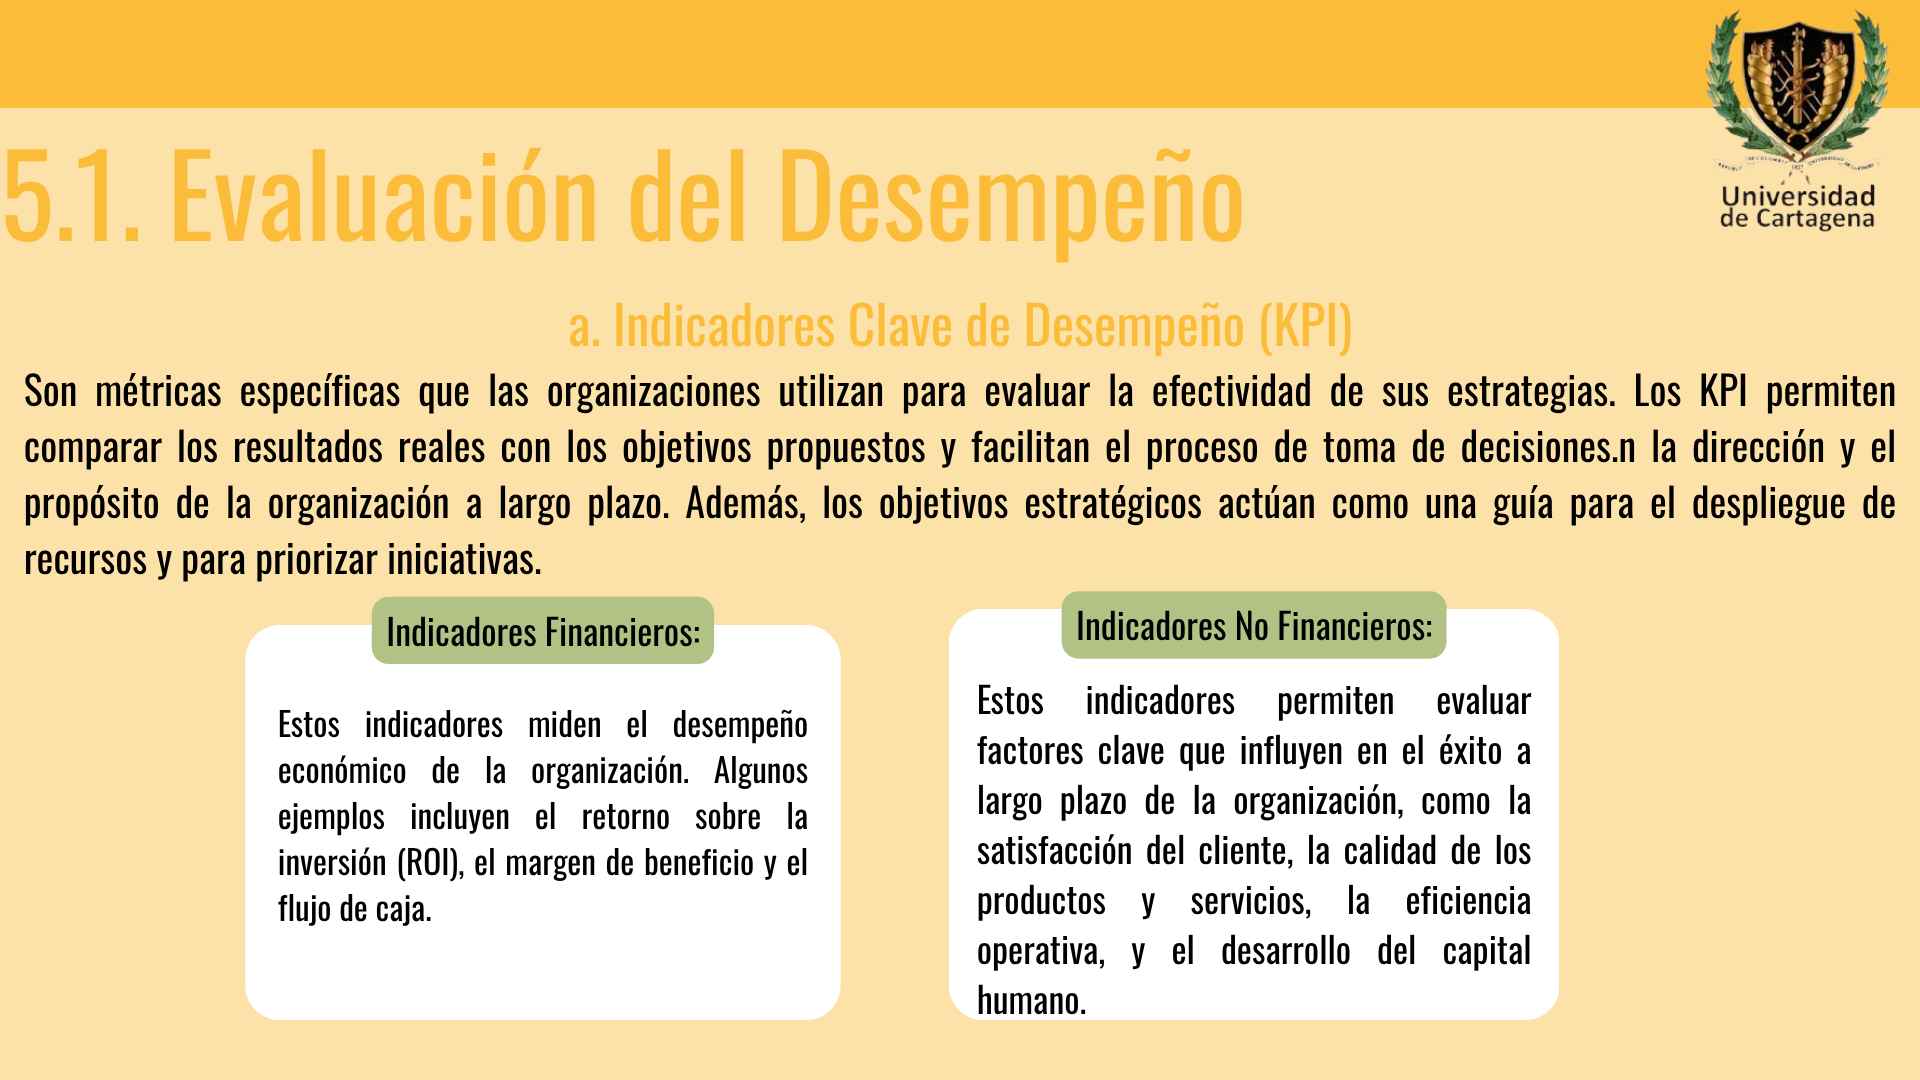 5.1. Evaluación del Desempeño
Universidad
de Cartagena
a. Indicadores Clave de Desempeño (KPI)
Son métricas específicas que las organizaciones utilizan para evaluar la efectividad de sus estrategias. Los KPI permiten
comparar los resultados reales con los objetivos propuestos y facilitan el proceso de toma de decisiones.n la dirección y el
propósito de la organización a largo plazo. Además, los objetivos estratégicos actúan como una guía para el despliegue de
recursos y para priorizar iniciativas.
Indicadores Financieros:
Estos indicadores miden el desempeño
económico de la organización. Algunos
ejemplos incluyen el retorno sobre la
inversión (ROI), el margen de beneficio y el
flujo de caja.
Indicadores No Financieros:
Estos indicadores permiten evaluar
factores clave que influyen en el éxito a
largo plazo de la organización, como la
satisfacción del cliente, la calidad de los
productos y servicios, la eficiencia
operativa, y el desarrollo del capital
humano.